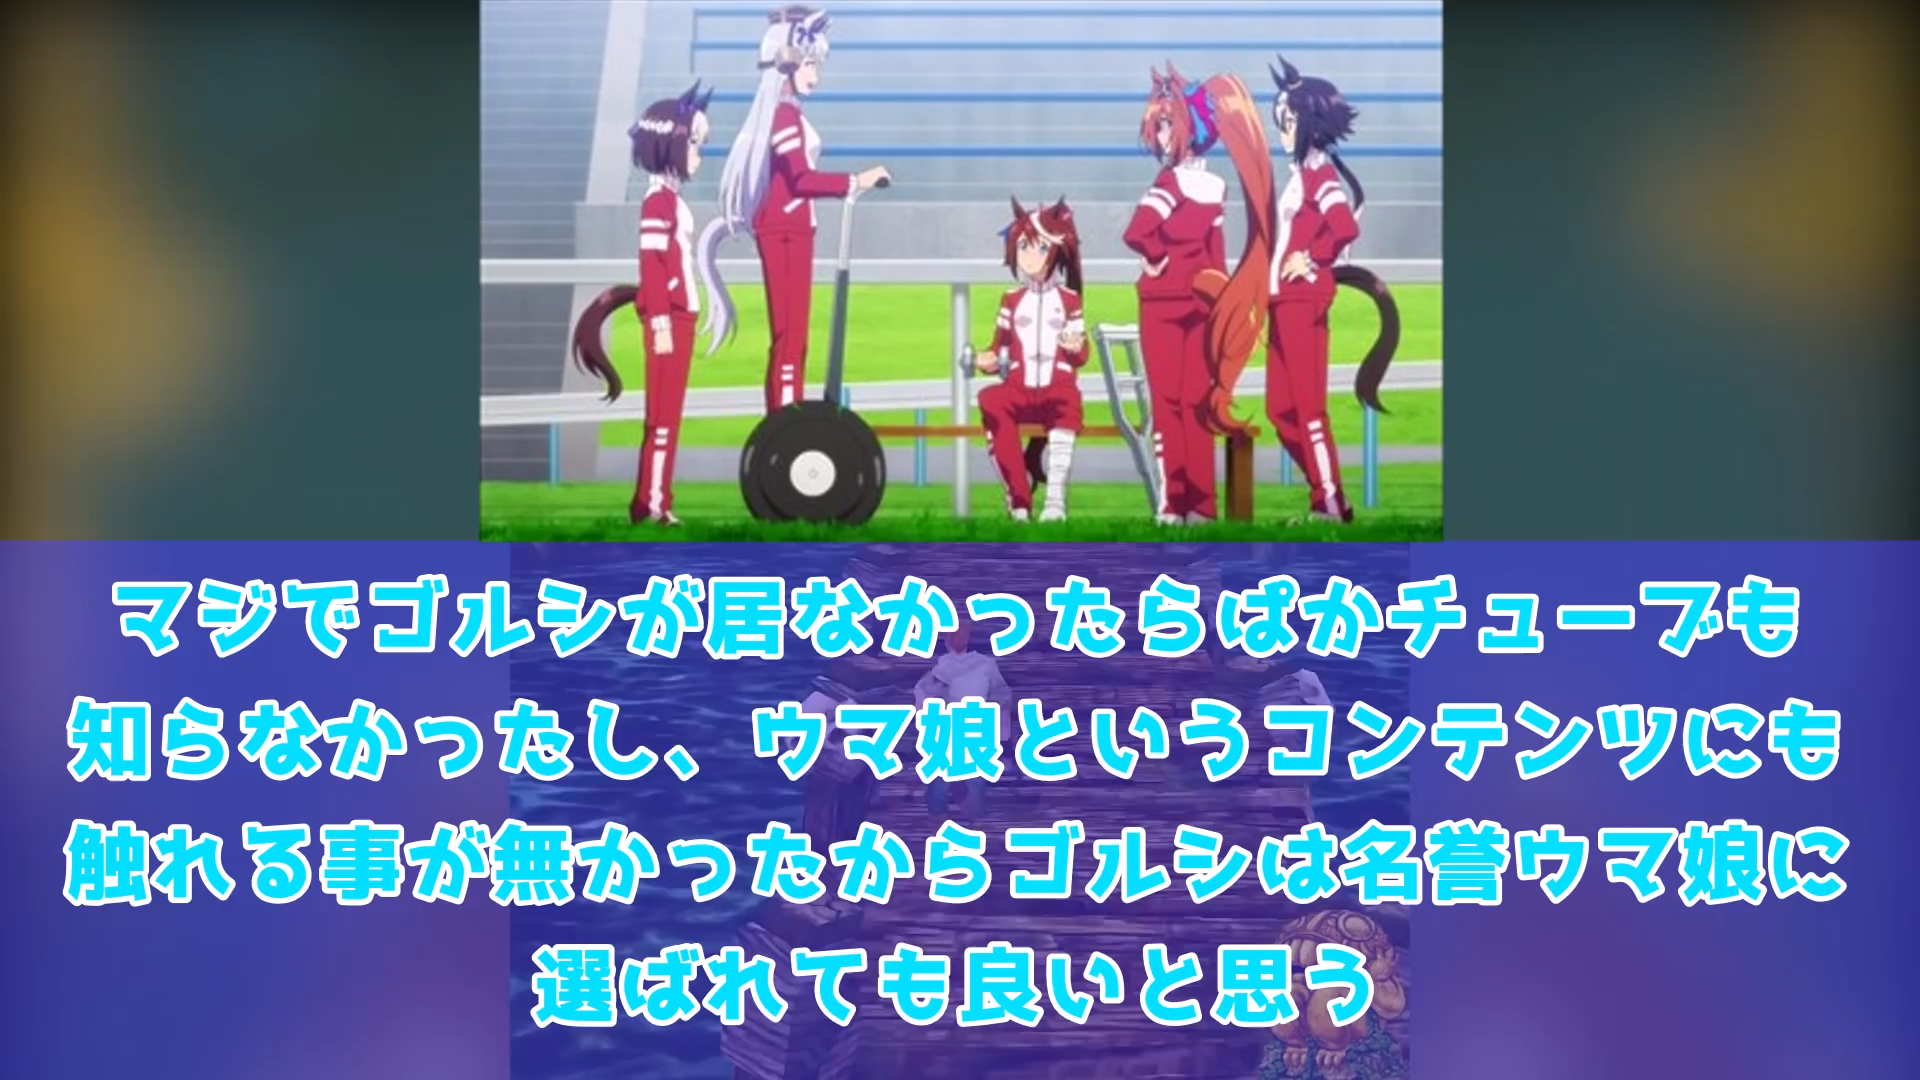 マジでゴルシが居なかったらぱかチューブも
知らなかったし、ウマ娘というコンテンツにも
触れる事が無かったからゴルシは名誉ウマ娘に
選ばれても良いと思う